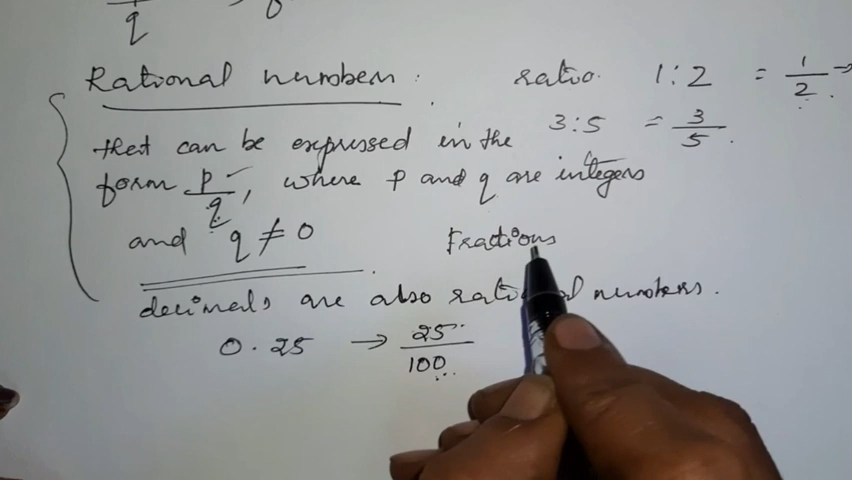 q
Rational numbers : ratio. 1:2 = 1/2 →
that can be expressed in the 3:5 = 3/5.
form p/q, where p and q are integers
and q ≠ 0 Fractions
decimals are also rational numbers.
0.25 → 25/100